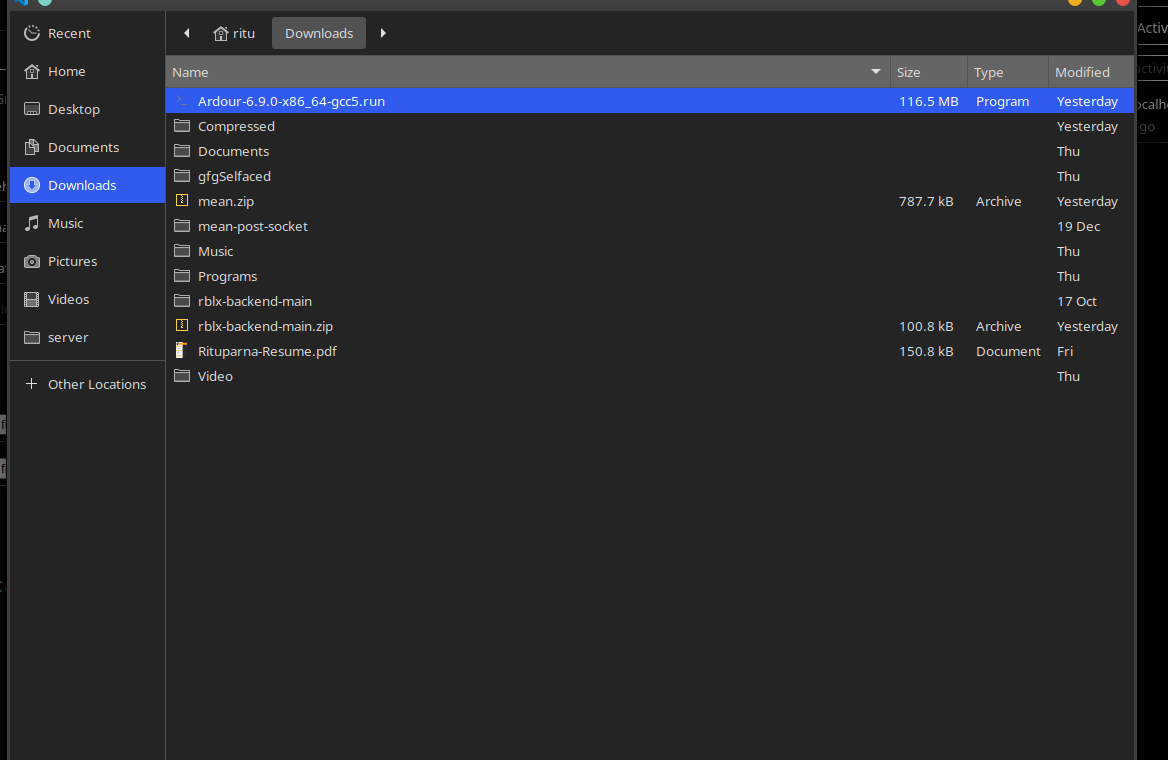 Recent
Home
Desktop
Documents
Downloads
Music
Pictures
Videos
server
Other Locations
ritu Downloads
Name Size Type Modified
Ardour-6.9.0-x86_64-gcc5.run 116.5 MB Program Yesterday
Compressed Yesterday
Documents Thu
gfgSelfaced Thu
mean.zip 787.7 kB Archive Yesterday
mean-post-socket 19 Dec
Music Thu
Programs Thu
rblx-backend-main 17 Oct
rblx-backend-main.zip 100.8 kB Archive Yesterday
Rituparna-Resume.pdf 150.8 kB Document Fri
Video Thu
Activ
ocalh
go